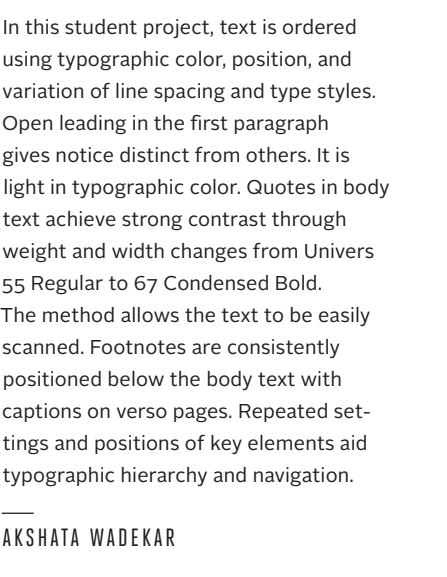 In this student project, text is ordered
using typographic color, position, and
variation of line spacing and type styles.
Open leading in the first paragraph
gives notice distinct from others. It is
light in typographic color. Quotes in body
text achieve strong contrast through
weight and width changes from Univers
55 Regular to 67 Condensed Bold.
The method allows the text to be easily
scanned. Footnotes are consistently
positioned below the body text with
captions on verso pages. Repeated set-
tings and positions of key elements aid
typographic hierarchy and navigation.
AKSHATA WADEKAR